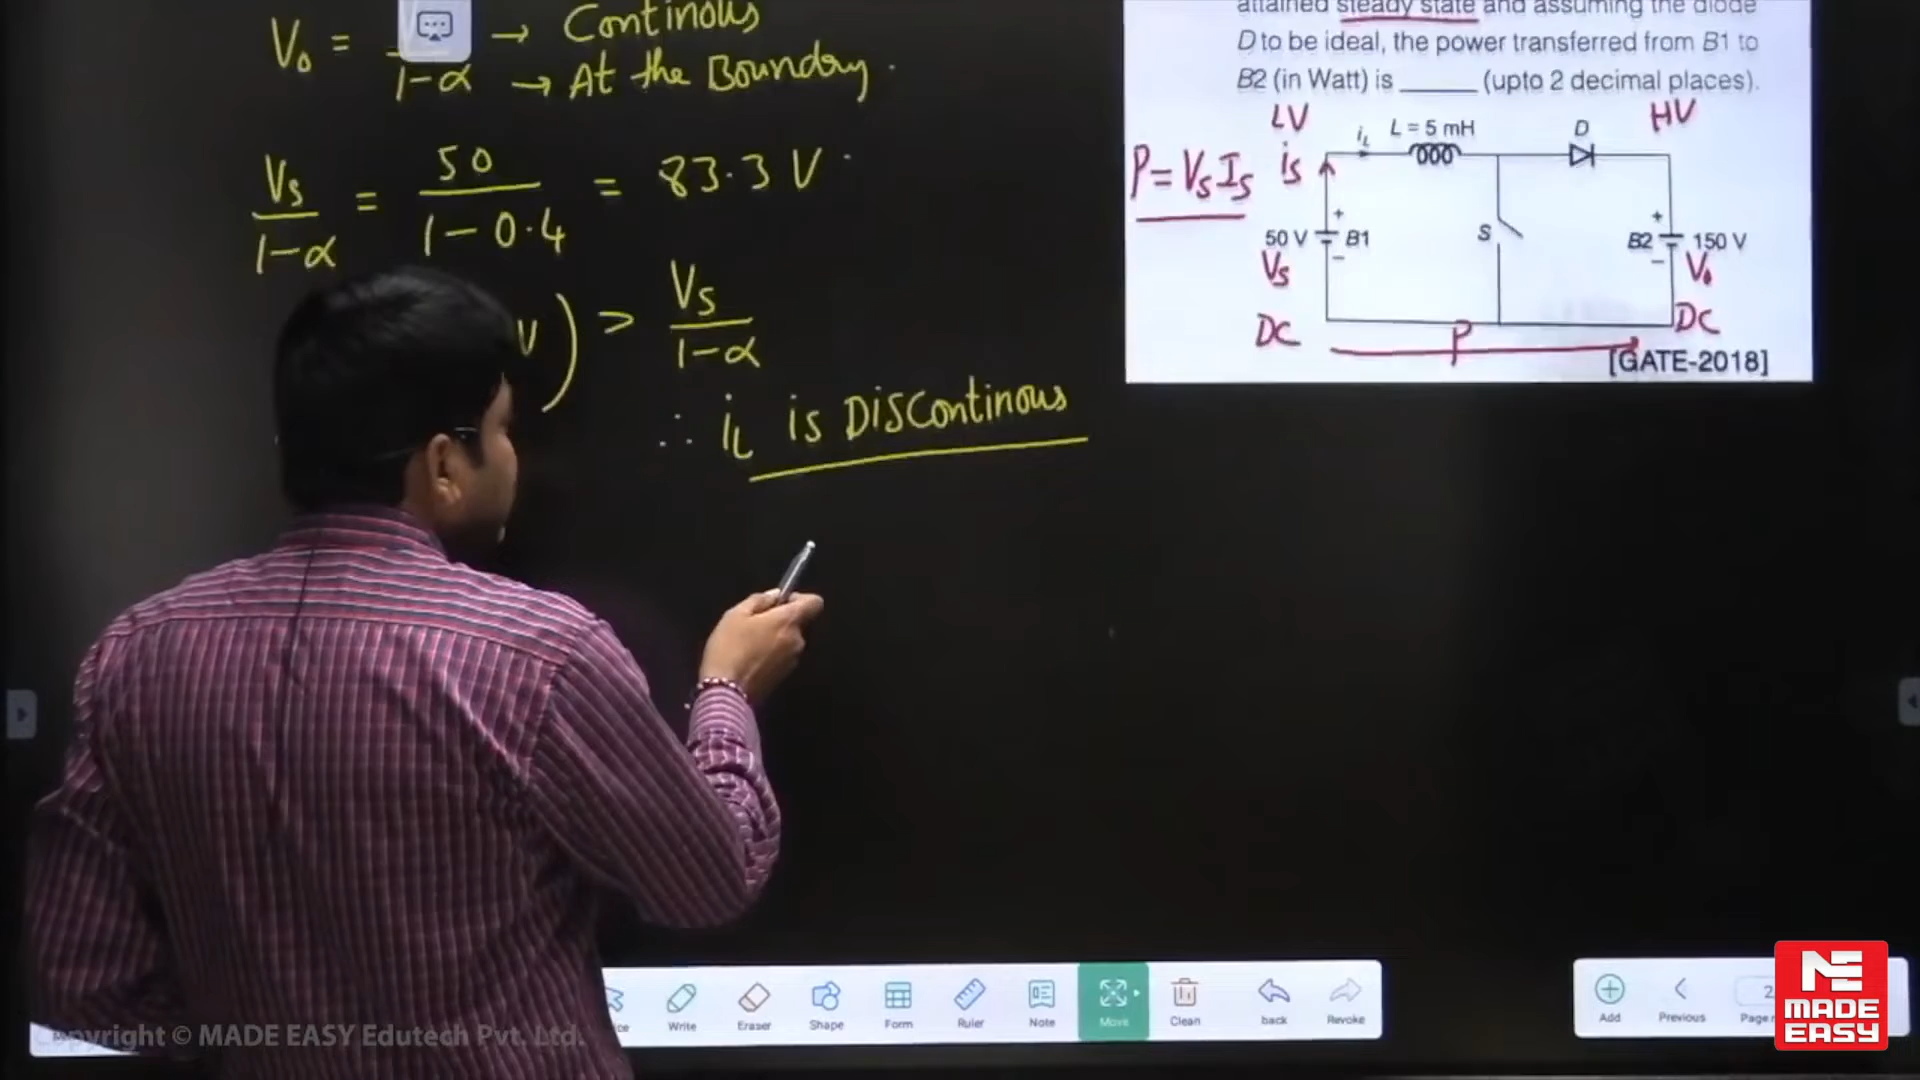 V₀ = → Continous
1-α → At the Boundry.
Vs/1-α = 50/1-0.4 = 83.3 V
V) > Vs/1-α
∴ iL is DIScontinous
attained steady state and assuming the diode
D to be ideal, the power transferred from B1 to
B2 (in Watt) is ______ (upto 2 decimal places).
LV
HV
iL L = 5 mH D
P = VsIs is
+ +
50 V B1 S B2 150 V
- -
Vs V₀
DC P DC
[GATE-2018]
Write
Eraser
Shape
Form
Ruler
Note
Move
Clean
back
Revoke
Add
Previous
2
Copyright © MADE EASY Edutech Pvt. Ltd.
ME
MADE
EASY